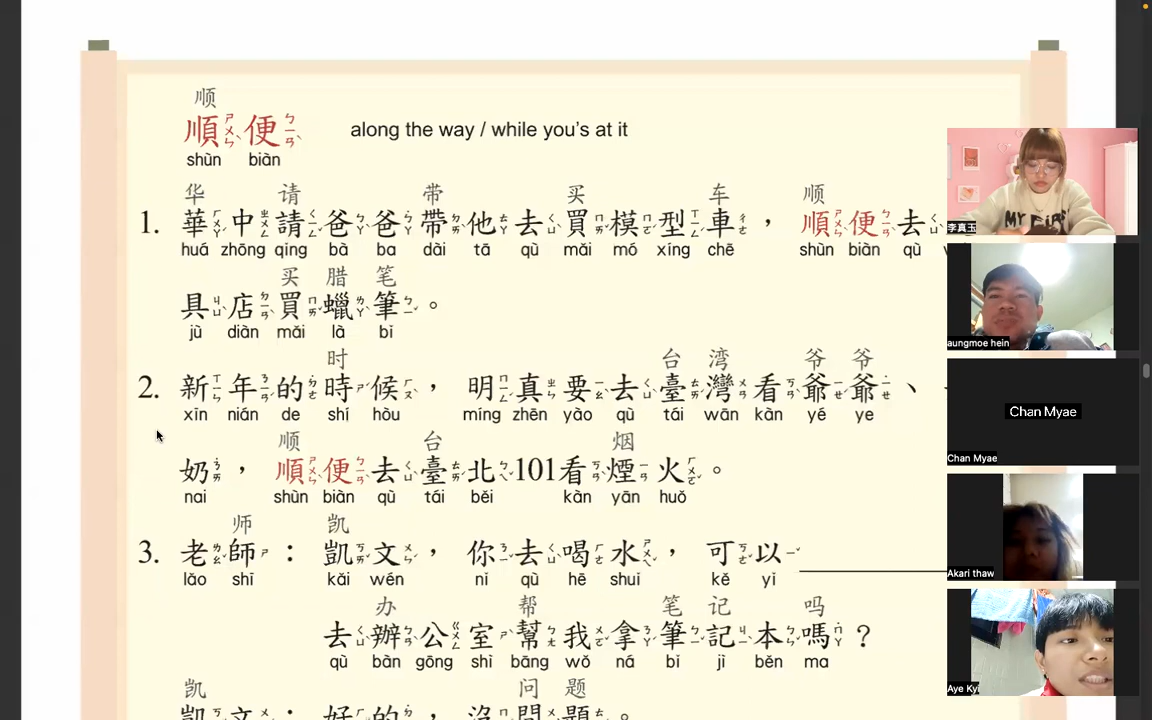 顺
順便 along the way / while you's at it
shùn biàn
华 请 带 买 车 顺
1. 華中請爸爸帶他去買模型車，順便去
huá zhōng qǐng bà ba dài tā qù mǎi mó xíng chē shùn biàn qù
买 腊 笔
具店買蠟筆。
jù diàn mǎi là bǐ
时 台 湾 爷 爷
2. 新年的時候，明真要去臺灣看爺爺、
xīn nián de shí hòu míng zhēn yào qù tái wān kàn yé ye
顺 台 烟
奶，順便去臺北101看煙火。
nai shùn biàn qù tái běi kàn yān huǒ
师 凯
3. 老師：凱文，你去喝水，可以
lǎo shī kǎi wén nǐ qù hē shuǐ kě yǐ
办 帮 笔 记 吗
去辦公室幫我拿筆記本嗎？
qù bàn gōng shì bāng wǒ ná bǐ jì běn ma
凯 问 题
凱文：好的，沒問題。
李真玉
aungmoe hein
Chan Myae
Chan Myae
Akari thaw
Aye Kyi